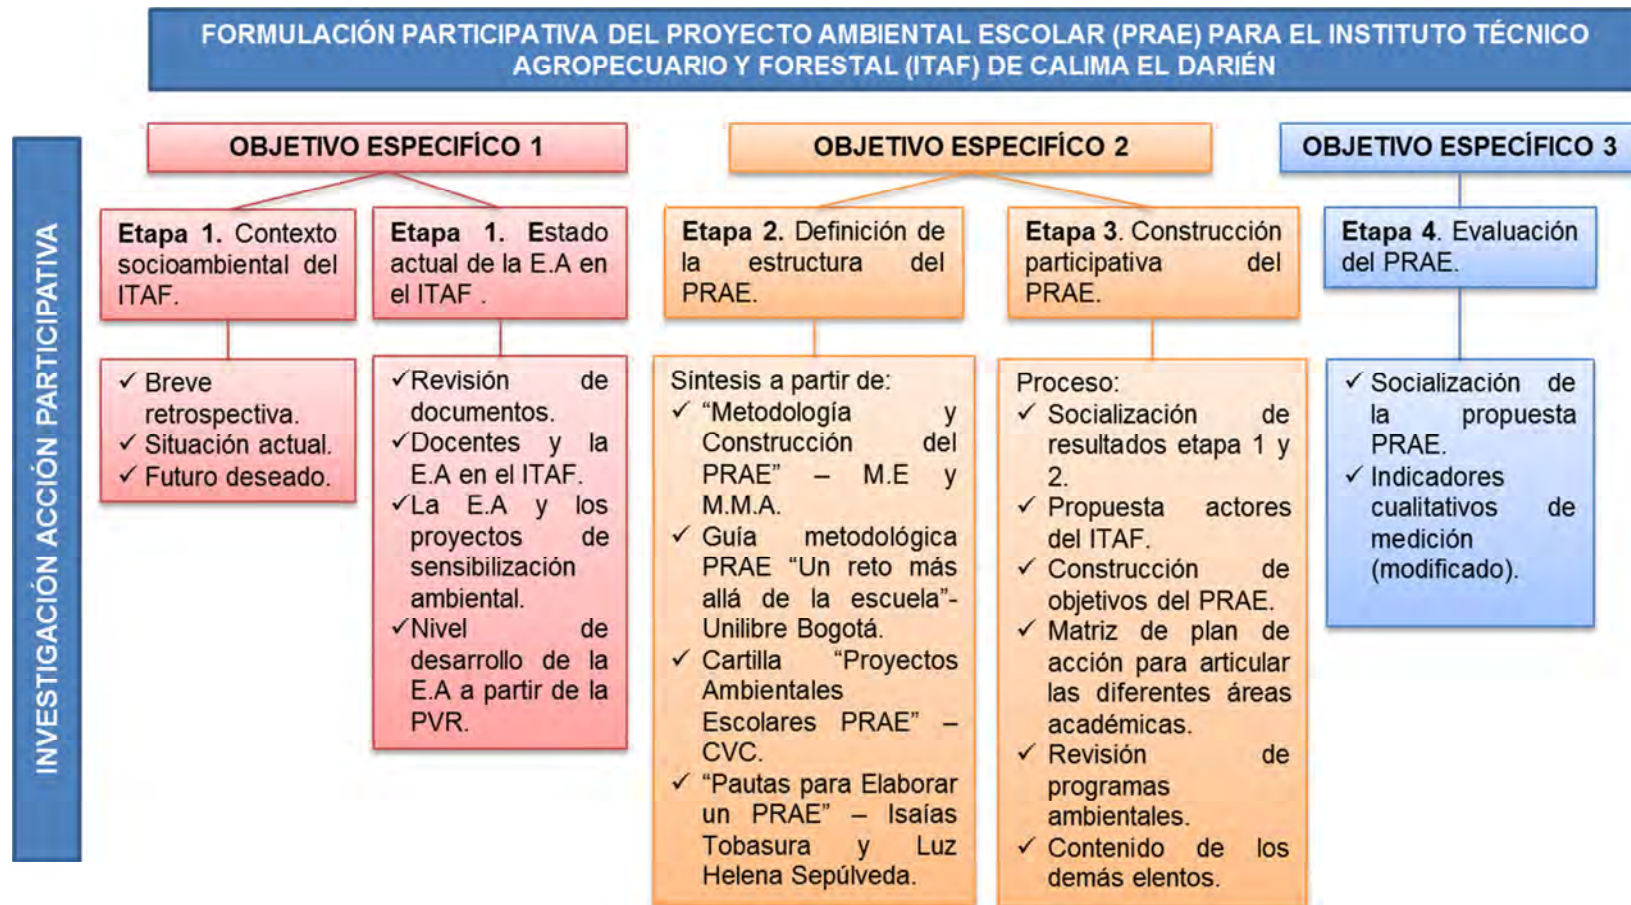 FORMULACIÓN PARTICIPATIVA DEL PROYECTO AMBIENTAL ESCOLAR (PRAE) PARA EL INSTITUTO TÉCNICO
AGROPECUARIO Y FORESTAL (ITAF) DE CALIMA EL DARIÉN
INVESTIGACIÓN ACCIÓN PARTICIPATIVA
OBJETIVO ESPECIFÍCO 1
Etapa 1. Contexto
socioambiental del
ITAF.
✓ Breve
retrospectiva.
✓ Situación actual.
✓ Futuro deseado.
Etapa 1. Estado
actual de la E.A en
el ITAF .
✓Revisión de
documentos.
✓Docentes y la
E.A en el ITAF.
✓La E.A y los
proyectos de
sensibilización
ambiental.
✓Nivel de
desarrollo de la
E.A a partir de la
PVR.
OBJETIVO ESPECIFÍCO 2
Etapa 2. Definición de
la estructura del
PRAE.
Síntesis a partir de:
✓ “Metodología y
Construcción del
PRAE” – M.E y
M.M.A.
✓ Guía metodológica
PRAE “Un reto más
allá de la escuela”-
Unilibre Bogotá.
✓ Cartilla “Proyectos
Ambientales
Escolares PRAE” –
CVC.
✓ “Pautas para Elaborar
un PRAE” – Isaías
Tobasura y Luz
Helena Sepúlveda.
Etapa 3. Construcción
participativa del
PRAE.
Proceso:
✓ Socialización de
resultados etapa 1 y
2.
✓ Propuesta actores
del ITAF.
✓ Construcción de
objetivos del PRAE.
✓ Matriz de plan de
acción para articular
las diferentes áreas
académicas.
✓ Revisión de
programas
ambientales.
✓ Contenido de los
demás elentos.
OBJETIVO ESPECÍFICO 3
Etapa 4. Evaluación
del PRAE.
✓ Socialización de
la propuesta
PRAE.
✓ Indicadores
cualitativos de
medición
(modificado).